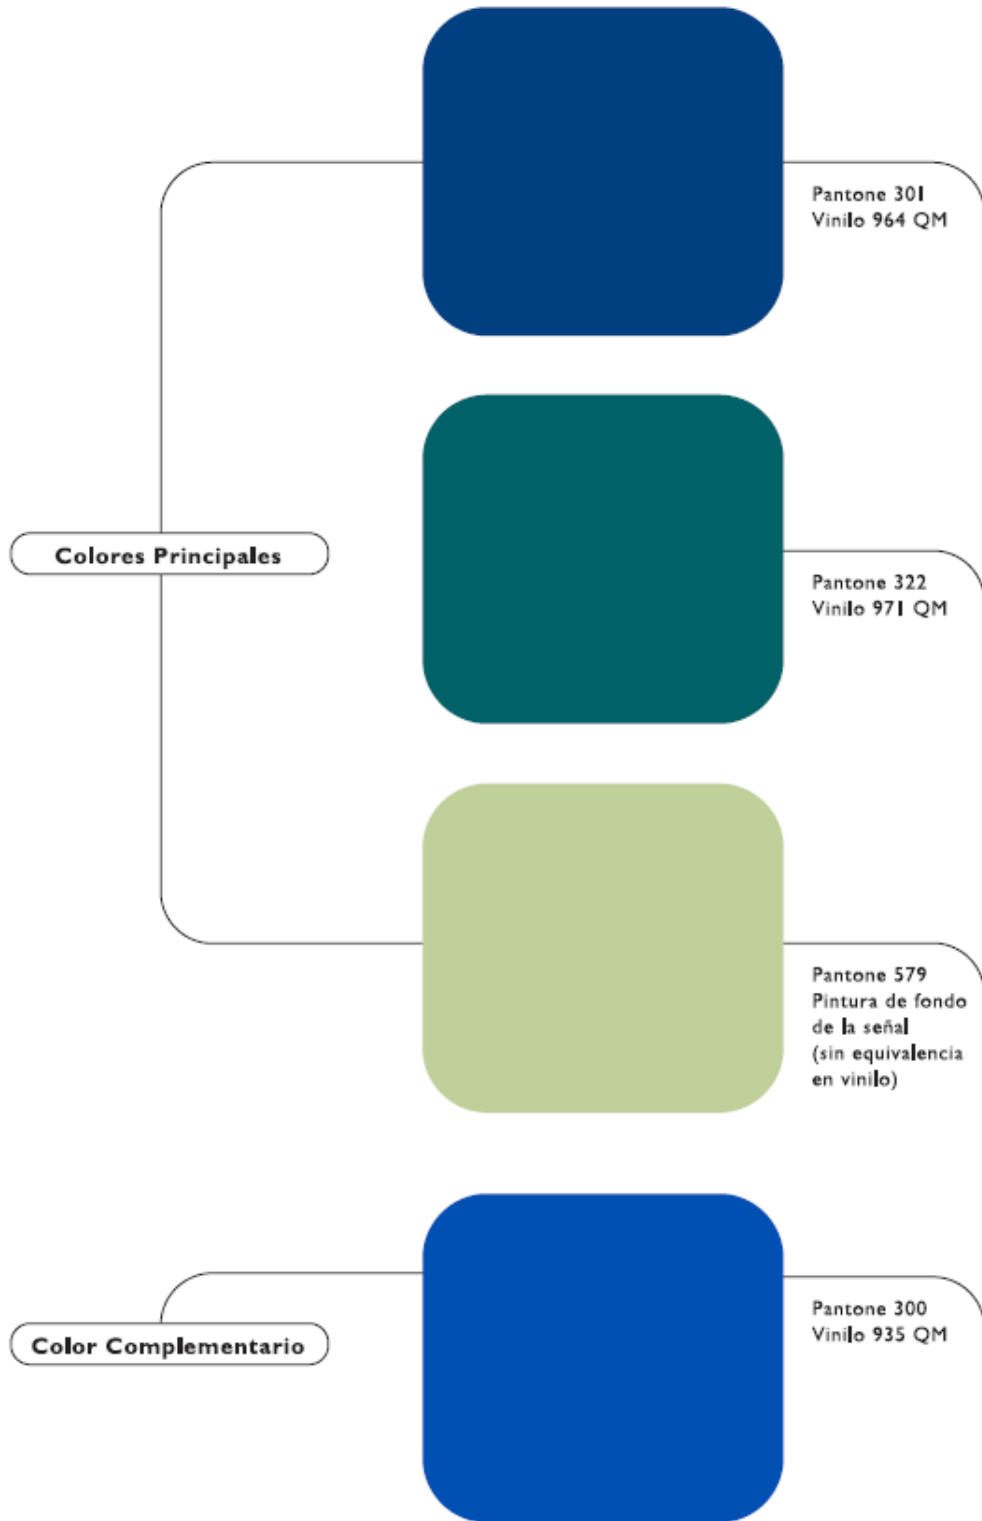 Pantone 301
Vinilo 964 QM
Colores Principales
Pantone 322
Vinilo 971 QM
Pantone 579
Pintura de fondo
de la señal
(sin equivalencia
en vinilo)
Color Complementario
Pantone 300
Vinilo 935 QM